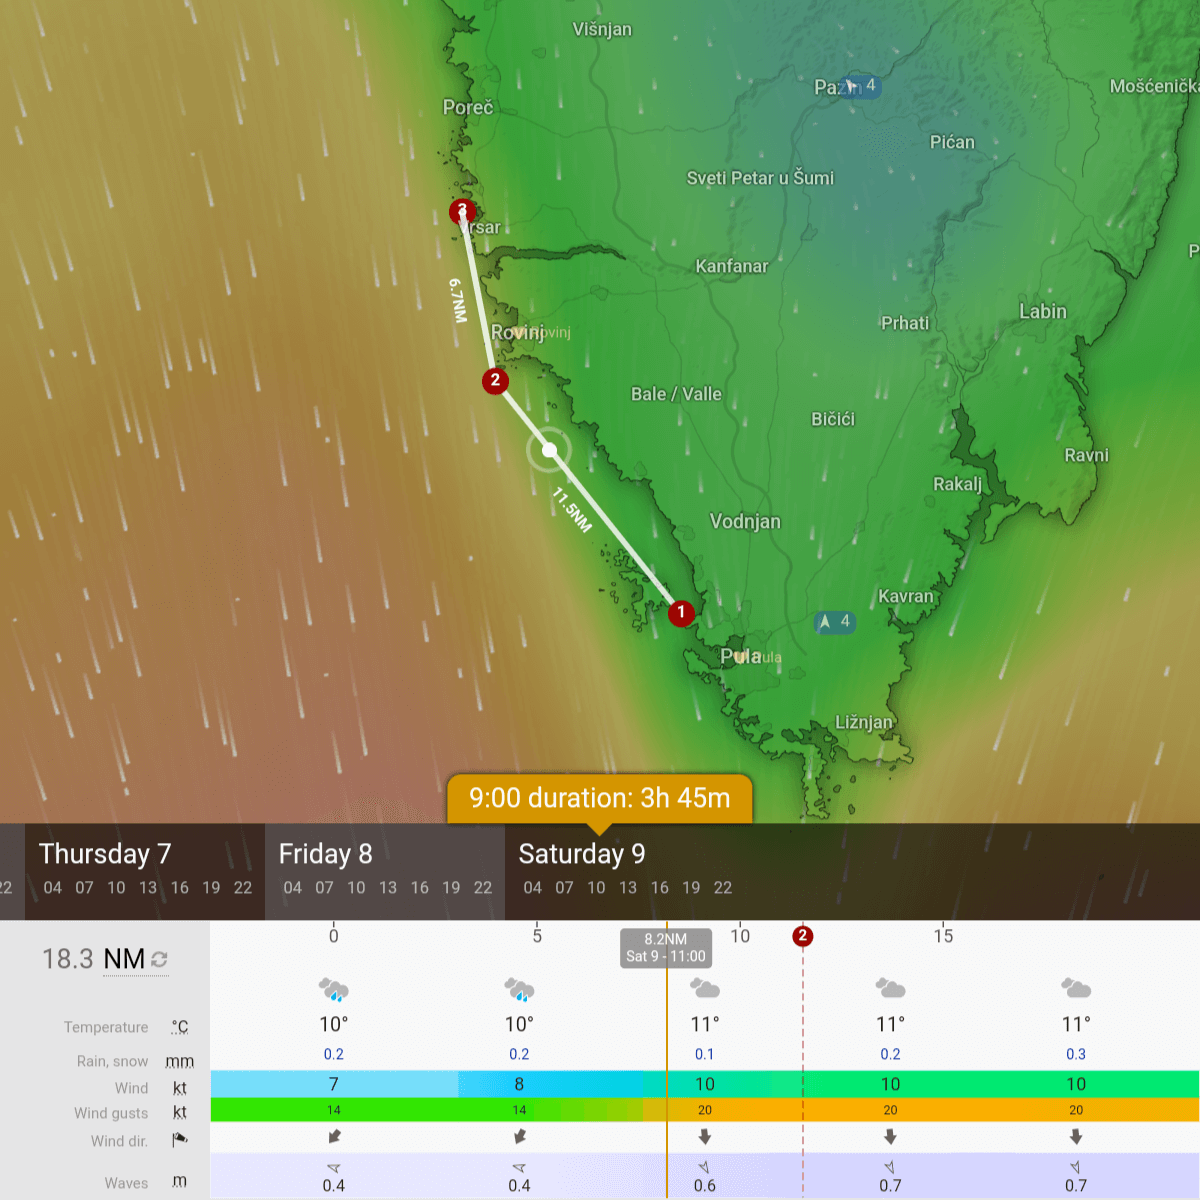 Višnjan
Mošćeničk
4
Poreč
Pićan
Sveti Petar u Šumi
3
Kanfanar
6.7NM
Labin
Prhati
Rovinj
2
Bale / Valle
Bičići
Ravni
Rakalj
11.5NM
Vodnjan
Kavran
1
4
Pula
Ližnjan
9:00 duration: 3h 45m
Thursday 7
Friday 8
Saturday 9
22 04 07 10 13 16 19 22 04 07 10 13 16 19 22 04 07 10 13 16 19 22
0 5 10 2 15
8.2NM
Sat 9 - 11:00
18.3 NM
Temperature °C 10° 10° 11° 11° 11°
Rain, snow mm 0.2 0.2 0.1 0.2 0.3
Wind kt 7 8 10 10 10
Wind gusts kt 14 14 20 20 20
Wind dir.
Waves m 0.4 0.4 0.6 0.7 0.7